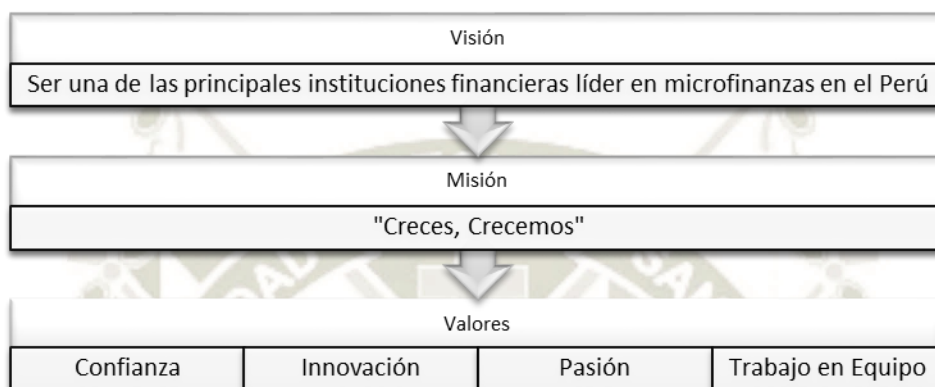 Visión
Ser una de las principales instituciones financieras líder en microfinanzas en el Perú
Misión
"Creces, Crecemos"
Valores
Confianza Innovación Pasión Trabajo en Equipo